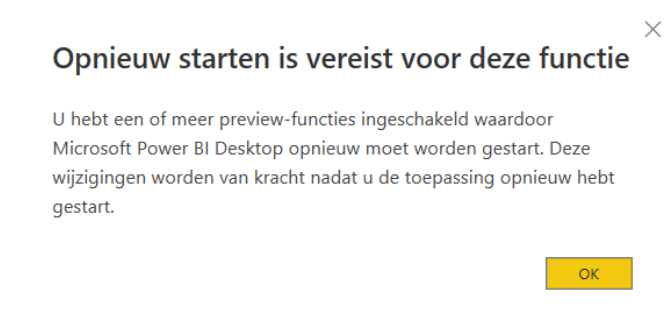 Opnieuw starten is vereist voor deze functie
U hebt een of meer preview-functies ingeschakeld waardoor
Microsoft Power BI Desktop opnieuw moet worden gestart. Deze
wijzigingen worden van kracht nadat u de toepassing opnieuw hebt
gestart.
OK